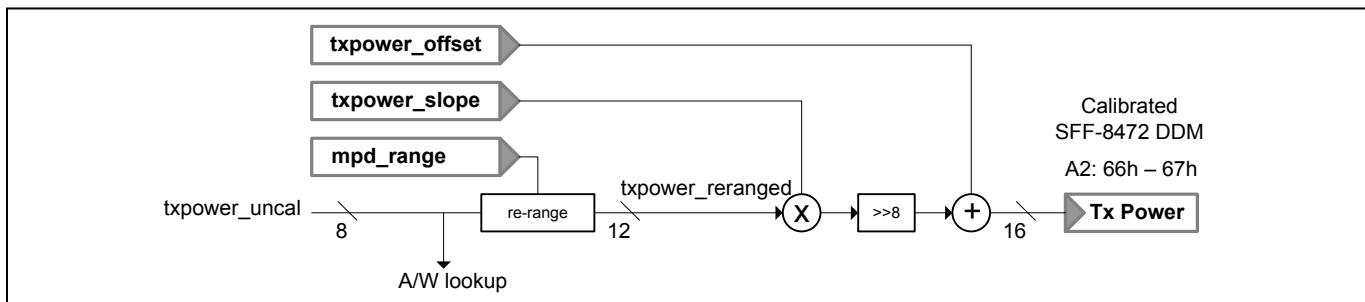 txpower_offset
txpower_slope
Calibrated
SFF-8472 DDM
mpd_range
A2: 66h – 67h
txpower_reranged
txpower_uncal
re-range
X
>>8
+
Tx Power
8
12
16
A/W lookup